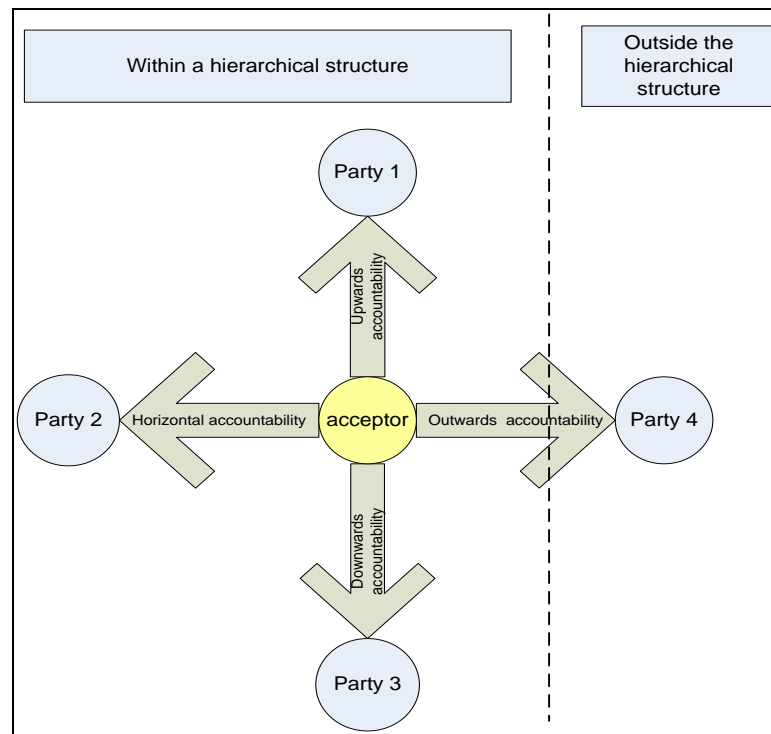 Within a hierarchical structure
Outside the
hierarchical
structure
Party 1
Upwards
accountability
Party 2
Horizontal accountability
acceptor
Outwards accountability
Party 4
Downwards
accountability
Party 3